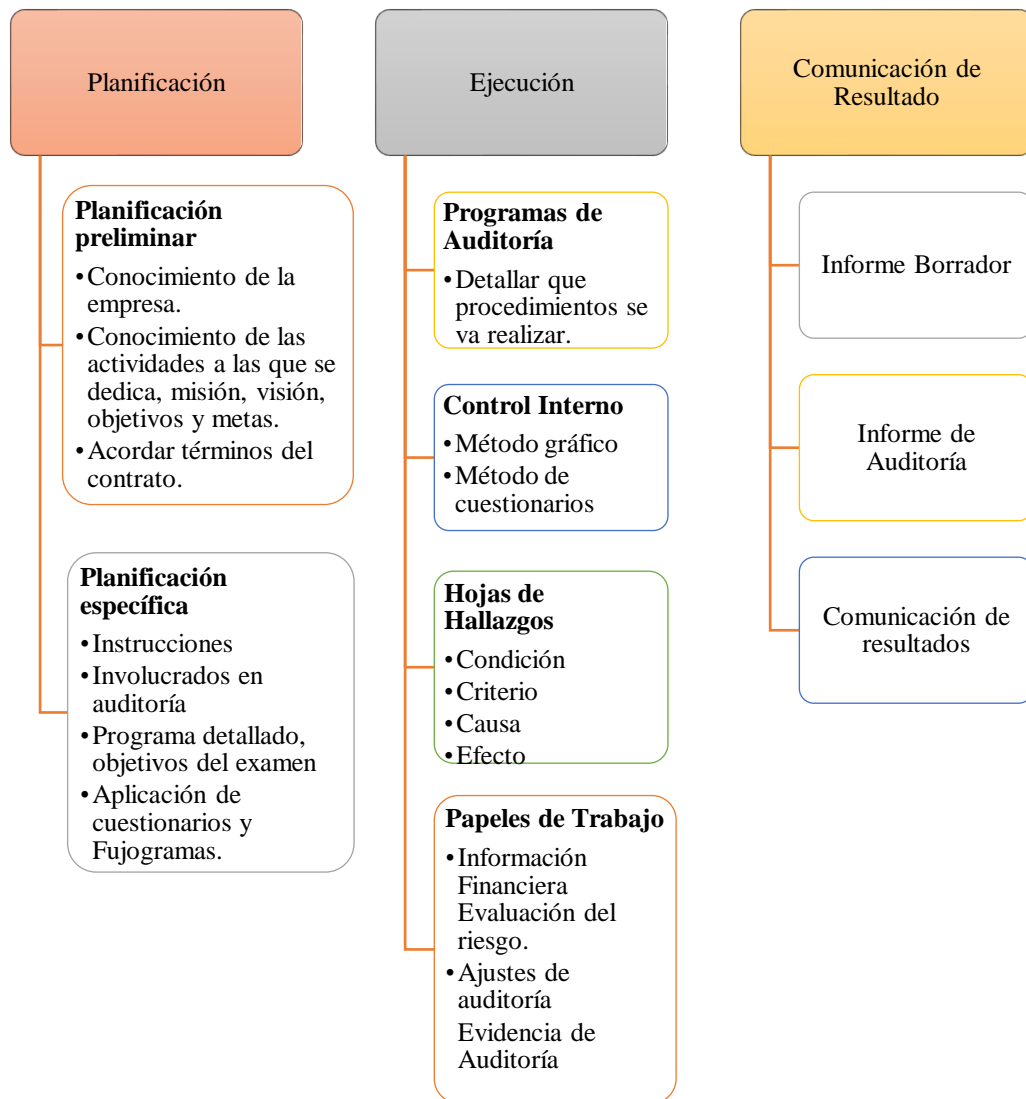 Planificación
Planificación
preliminar
•Conocimiento de la
empresa.
•Conocimiento de las
actividades a las que se
dedica, misión, visión,
objetivos y metas.
•Acordar términos del
contrato.
Planificación
específica
•Instrucciones
•Involucrados en
auditoría
•Programa detallado,
objetivos del examen
•Aplicación de
cuestionarios y
Fujogramas.
Ejecución
Programas de
Auditoría
•Detallar que
procedimientos se
va realizar.
Control Interno
•Método gráfico
•Método de
cuestionarios
Hojas de
Hallazgos
•Condición
•Criterio
•Causa
•Efecto
Papeles de Trabajo
•Información
Financiera
Evaluación del
riesgo.
•Ajustes de
auditoría
Evidencia de
Auditoría
Comunicación de
Resultado
Informe Borrador
Informe de
Auditoría
Comunicación de
resultados